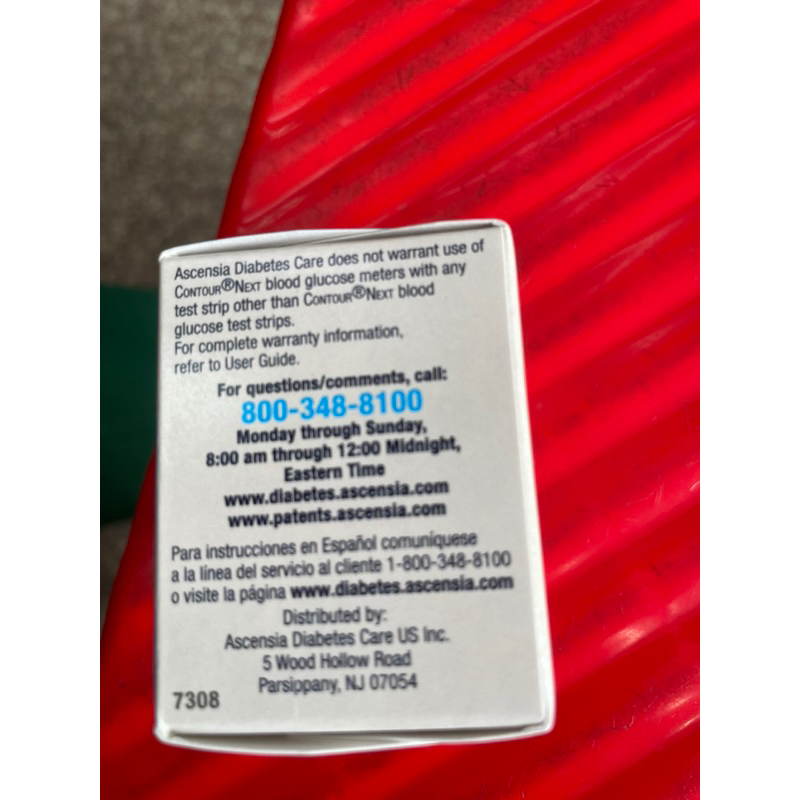 Ascensia Diabetes Care does not warrant use of
CONTOUR®NEXT blood glucose meters with any
test strip other than CONTOUR®NEXT blood
glucose test strips.
For complete warranty information,
refer to User Guide.
For questions/comments, call:
800-348-8100
Monday through Sunday,
8:00 am through 12:00 Midnight,
Eastern Time
www.diabetes.ascensia.com
www.patents.ascensia.com
Para instrucciones en Español comuníquese
a la línea del servicio al cliente 1-800-348-8100
o visite la página www.diabetes.ascensia.com
Distributed by:
Ascensia Diabetes Care US Inc.
5 Wood Hollow Road
Parsippany, NJ 07054
7308